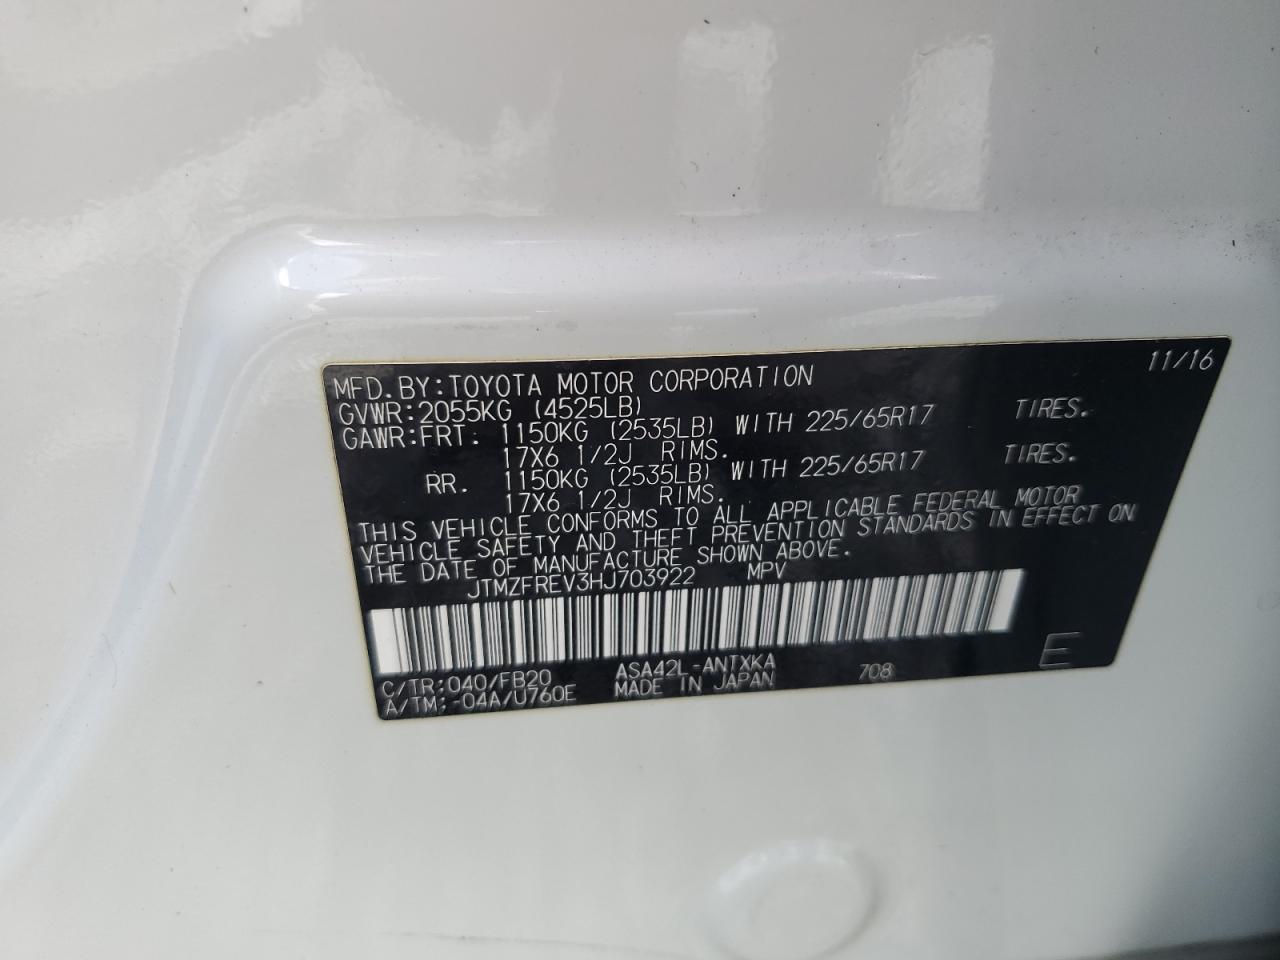 11/16
MFD.BY:TOYOTA MOTOR CORPORATION
GVWR:2055KG (4525LB)
GAWR:FRT. 1150KG (2535LB) WITH 225/65R17 TIRES.
17X6 1/2J RIMS.
RR. 1150KG (2535LB) WITH 225/65R17 TIRES.
17X6 1/2J RIMS.
THIS VEHICLE CONFORMS TO ALL APPLICABLE FEDERAL MOTOR
VEHICLE SAFETY AND THEFT PREVENTION STANDARDS IN EFFECT ON
THE DATE OF MANUFACTURE SHOWN ABOVE.
JTMZFREV3HJ703922 MPV
C/TR:040/FB20 ASA42L-ANTXKA 708 E
A/TM:-04A/U760E MADE IN JAPAN